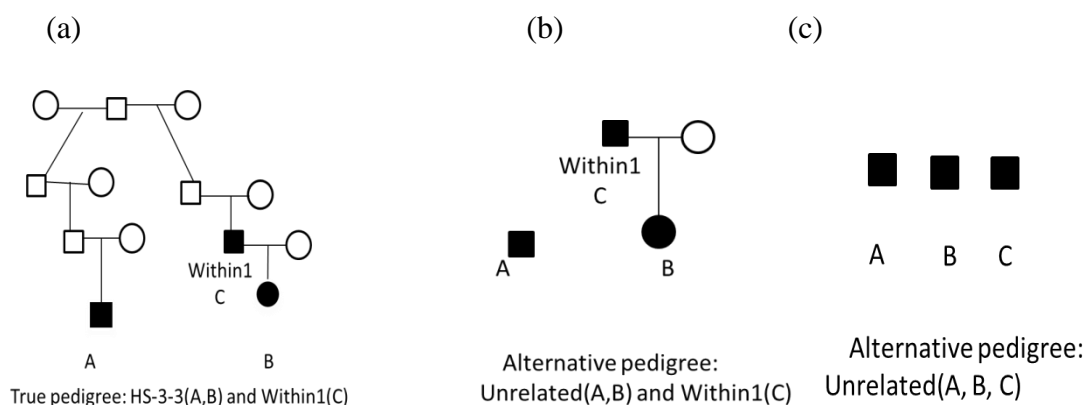 (a)
(b)
(c)
Within1
C
A
B
True pedigree: HS-3-3(A,B) and Within1(C)
Within1
C
A
B
Alternative pedigree:
Unrelated(A,B) and Within1(C)
A B C
Alternative pedigree:
Unrelated(A, B, C)